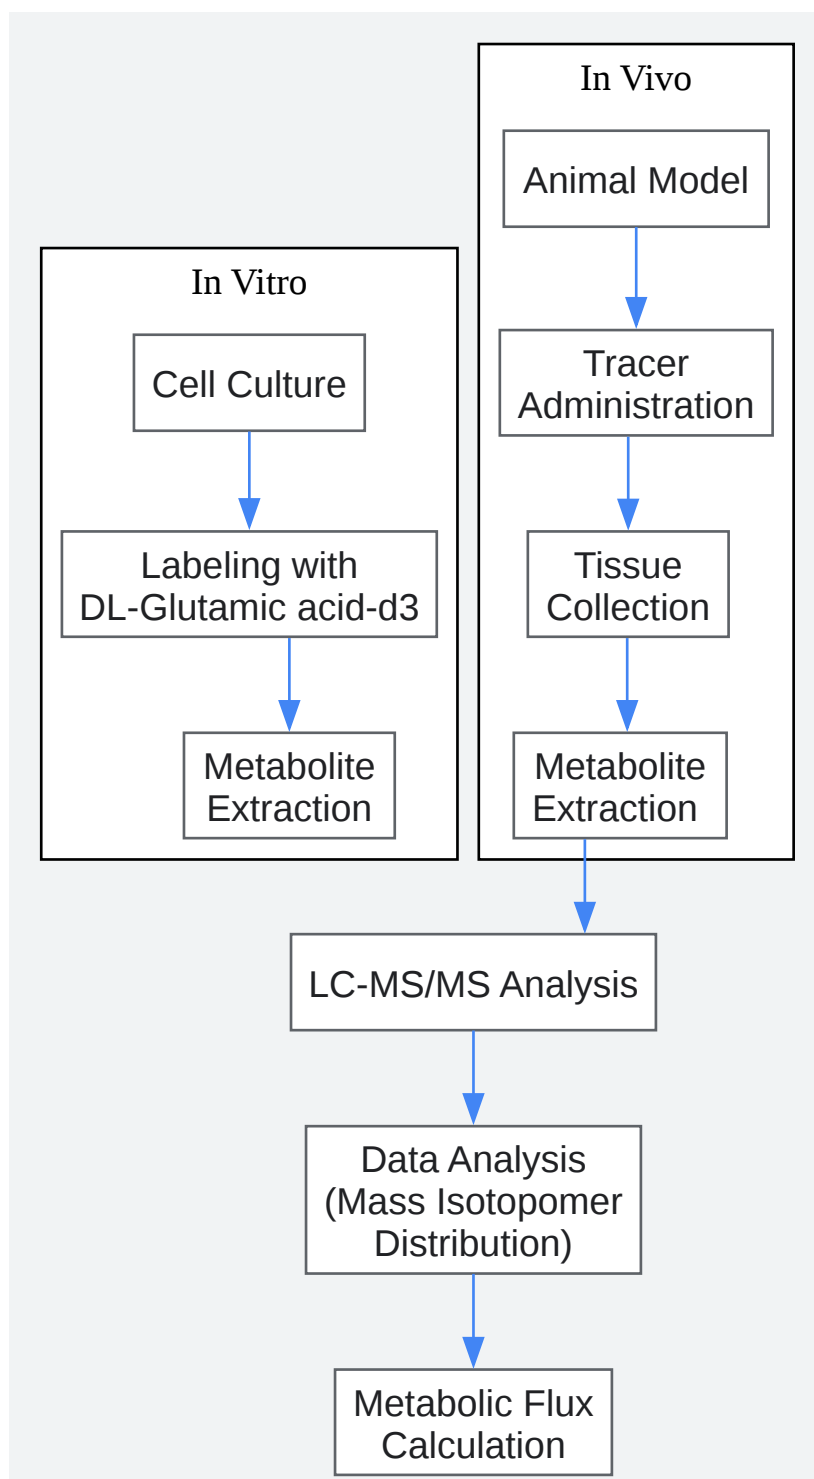 In Vitro
Cell Culture
Labeling with
DL-Glutamic acid-d3
Metabolite
Extraction
In Vivo
Animal Model
Tracer
Administration
Tissue
Collection
Metabolite
Extraction
LC-MS/MS Analysis
Data Analysis
(Mass Isotopomer
Distribution)
Metabolic Flux
Calculation